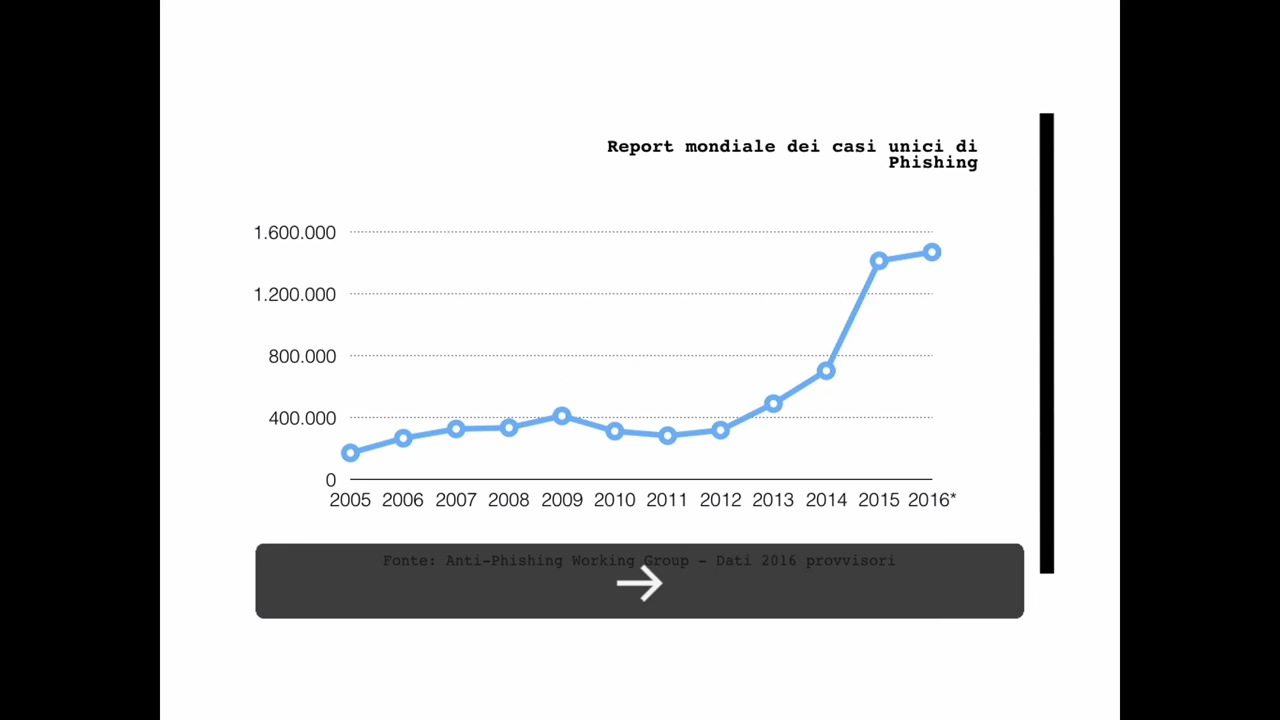 Report mondiale dei casi unici di
Phishing
1.600.000
1.200.000
800.000
400.000
0
2005 2006 2007 2008 2009 2010 2011 2012 2013 2014 2015 2016*
Fonte: Anti-Phishing Working Group - Dati 2016 provvisori